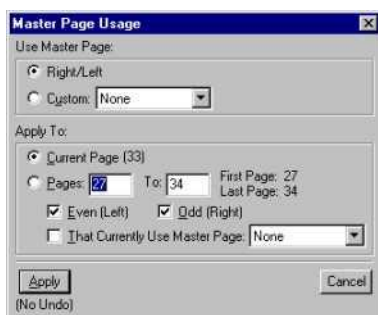 Master Page Usage
Use Master Page:
Right/Left
Custom: None
Apply To:
Current Page (33)
Pages: 27 To: 34 First Page: 27
Last Page: 34
Even (Left) Odd (Right)
That Currently Use Master Page: None
Apply Cancel
(No Undo)